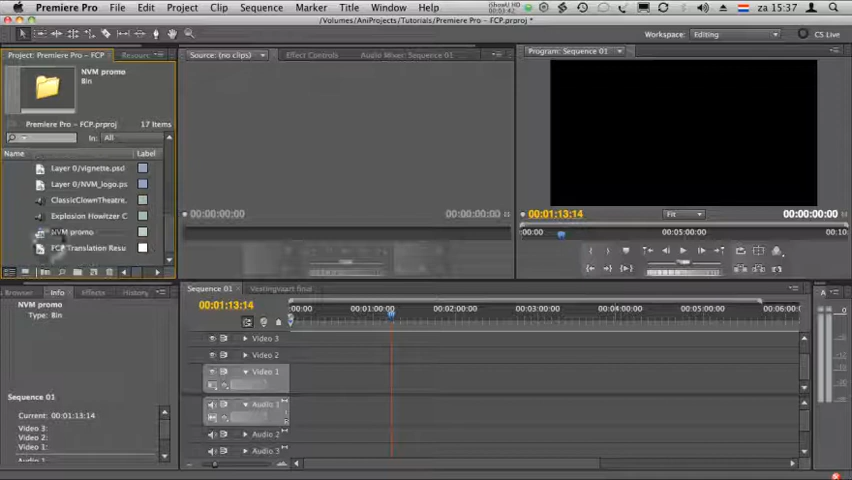 Premiere Pro File Edit Project Clip Sequence Marker Title Window Help za 15:37
/Volumes/AniProjects/Tutorials/Premiere Pro - FCP.prproj *
Workspace: Editing CS Live
Project: Premiere Pro - FCP Resour
NVM promo
Bin
Premiere Pro - FCP.prproj 17 Items
In: All
Name Label
Layer 0/vignette.psd
Layer 0/NVM_logo.ps
ClassicClownTheatre.
Explosion Howitzer C
NVM promo
FCP Translation Resu
Source: (no clips) Effect Controls Audio Mixer: Sequence 01
00:00:00:00 00:00:00:00
Program: Sequence 01
00:01:13:14 Fit 00:00:00:00
00:00 00:05:00:00
Browser Info Effects History
NVM promo
Type: Bin
Sequence 01
Current: 00:01:13:14
Video 3:
Video 2:
Video 1:
Sequence 01
00:01:13:14
00:00 00:01:00:00 00:02:00:00 00:03:00:00 00:04:00:00 00:05:00:00 00:06:0
Video 3
Video 2
Video 1
Audio 1
Audio 2
Audio 3
A
0